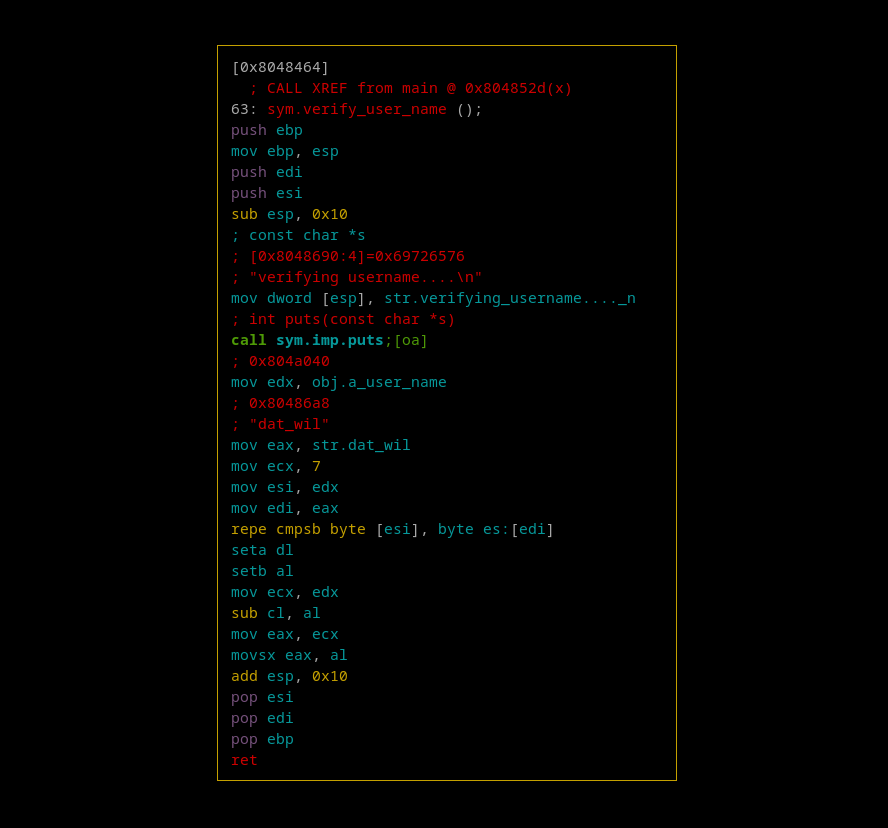 [0x8048464]
; CALL XREF from main @ 0x804852d(x)
63: sym.verify_user_name ();
push ebp
mov ebp, esp
push edi
push esi
sub esp, 0x10
; const char *s
; [0x8048690:4]=0x69726576
; "verifying username....\n"
mov dword [esp], str.verifying_username...._n
; int puts(const char *s)
call sym.imp.puts;[oa]
; 0x804a040
mov edx, obj.a_user_name
; 0x80486a8
; "dat_wil"
mov eax, str.dat_wil
mov ecx, 7
mov esi, edx
mov edi, eax
repe cmpsb byte [esi], byte es:[edi]
seta dl
setb al
mov ecx, edx
sub cl, al
mov eax, ecx
movsx eax, al
add esp, 0x10
pop esi
pop edi
pop ebp
ret